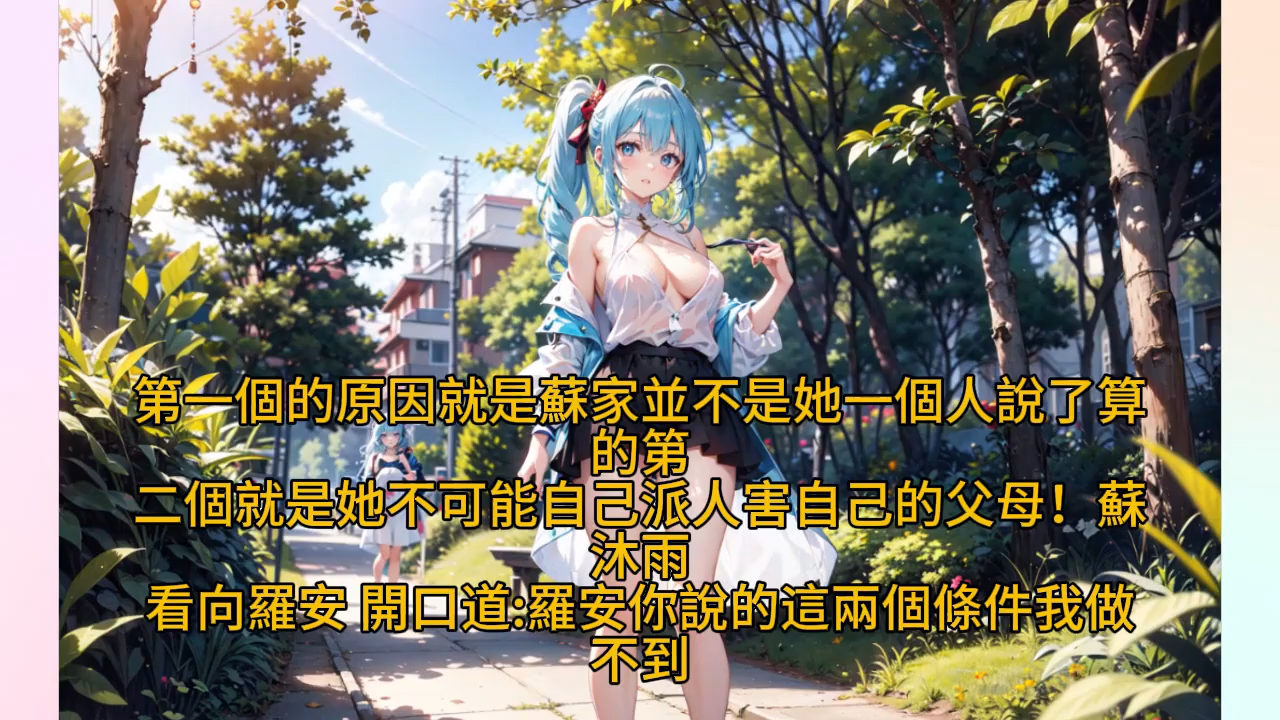 第一個的原因就是蘇家並不是她一個人說了算
的第
二個就是她不可能自己派人害自己的父母！蘇
沐雨
看向羅安 開口道:羅安你說的這兩個條件我做
不到